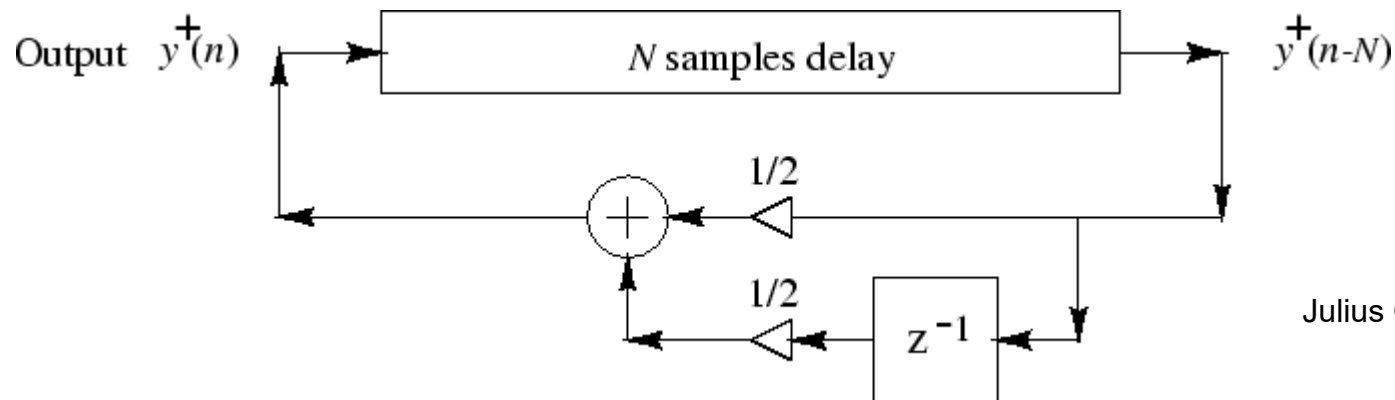 Output y⁺(n)
N samples delay
y⁺(n-N)
1/2
+
1/2
z⁻¹
Julius